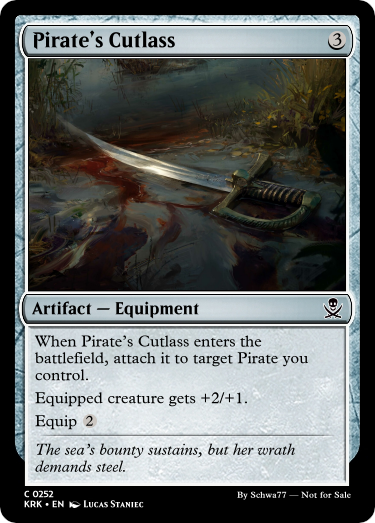 Pirate's Cutlass 3
Artifact — Equipment
When Pirate's Cutlass enters the
battlefield, attach it to target Pirate you
control.
Equipped creature gets +2/+1.
Equip 2
The sea's bounty sustains, but her wrath
demands steel.
C 0252
KRK • EN Lucas Staniec
By Schwa77 — Not for Sale